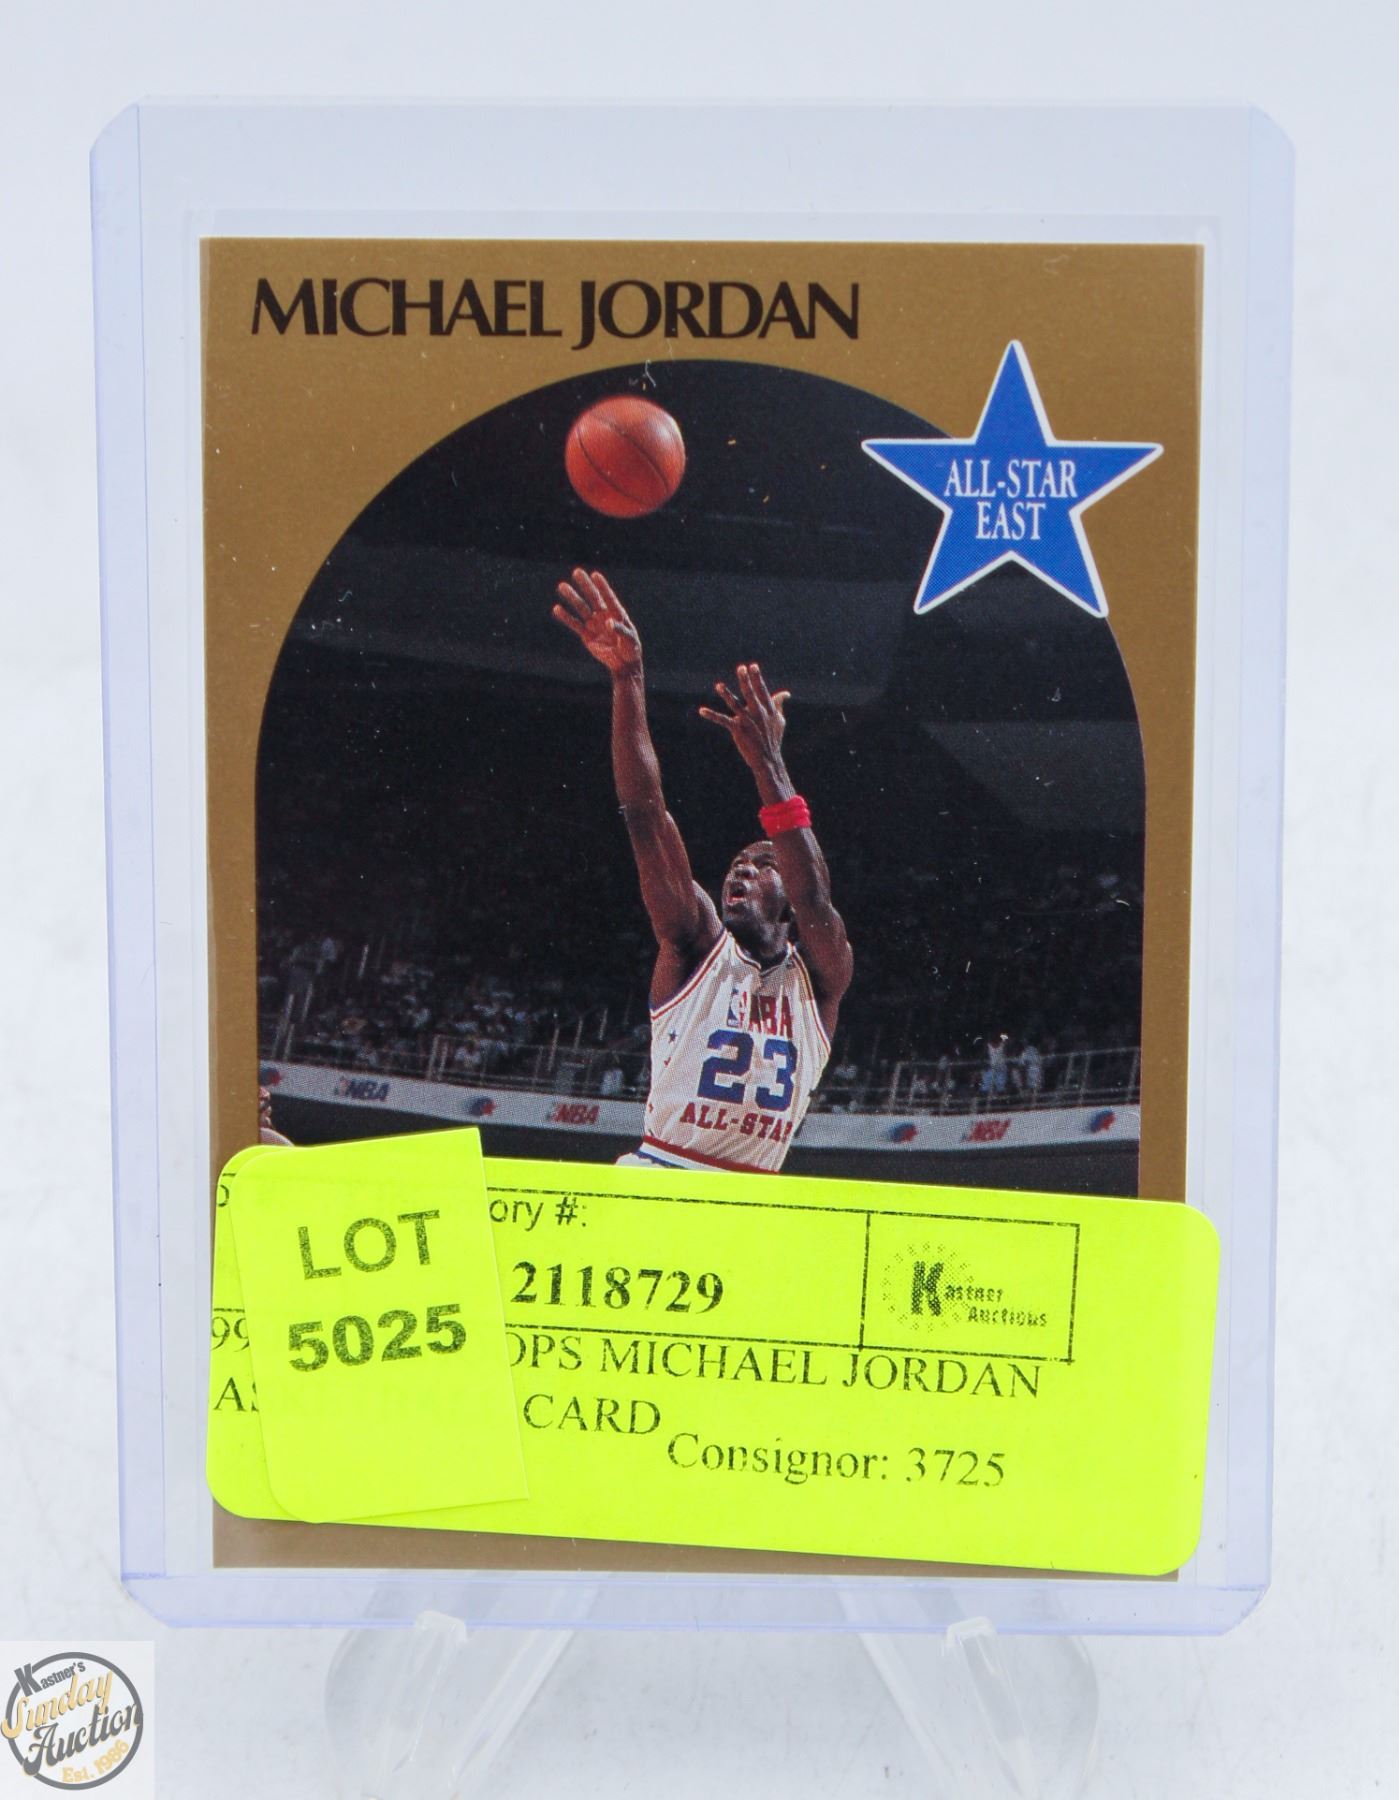 MICHAEL JORDAN
ALL-STAR
EAST
NBA
23
ALL-STAR
NBA
NBA
NBA
LOT
5025
ory #:
2118729
Kastner
Auctions
OPS MICHAEL JORDAN
CARD
Consignor: 3725
Kastner's
Sunday
Auction
Est. 1986